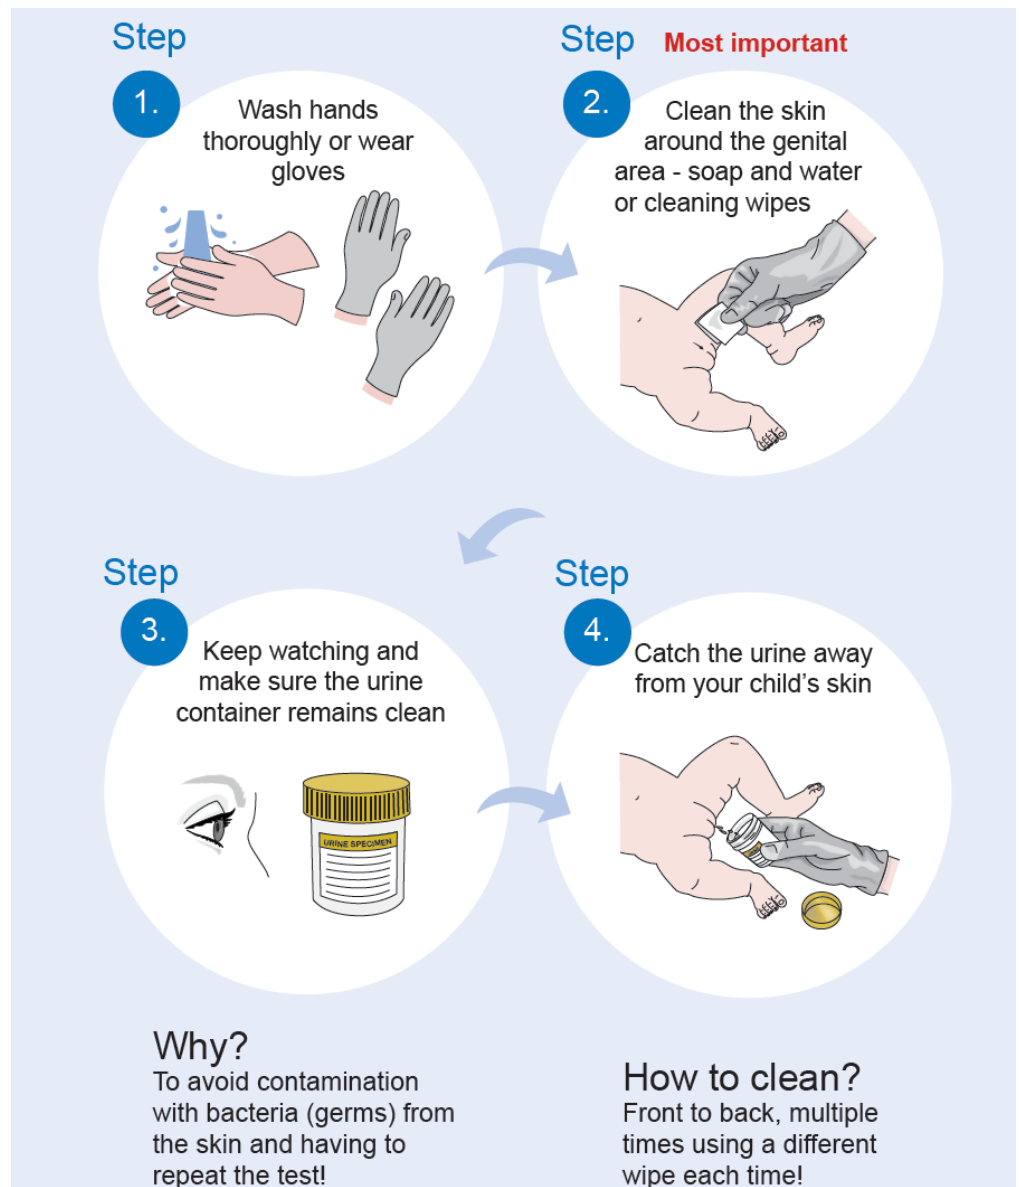 Step
1.
Wash hands
thoroughly or wear
gloves
Step Most important
2.
Clean the skin
around the genital
area - soap and water
or cleaning wipes
Step
3.
Keep watching and
make sure the urine
container remains clean
URINE SPECIMEN
Step
4.
Catch the urine away
from your child's skin
Why?
To avoid contamination
with bacteria (germs) from
the skin and having to
repeat the test!
How to clean?
Front to back, multiple
times using a different
wipe each time!